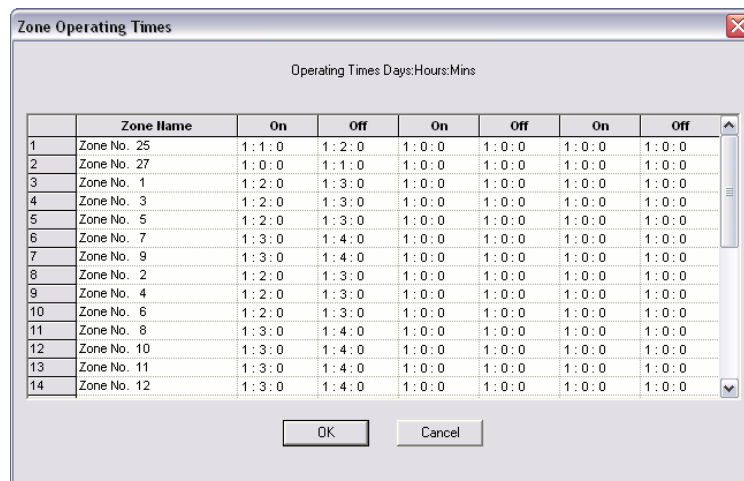 Zone Operating Times
Operating Times Days:Hours:Mins
Zone Name On Off On Off On Off
1 Zone No. 25 1 : 1 : 0 1 : 2 : 0 1 : 0 : 0 1 : 0 : 0 1 : 0 : 0 1 : 0 : 0
2 Zone No. 27 1 : 0 : 0 1 : 1 : 0 1 : 0 : 0 1 : 0 : 0 1 : 0 : 0 1 : 0 : 0
3 Zone No. 1 1 : 2 : 0 1 : 3 : 0 1 : 0 : 0 1 : 0 : 0 1 : 0 : 0 1 : 0 : 0
4 Zone No. 3 1 : 2 : 0 1 : 3 : 0 1 : 0 : 0 1 : 0 : 0 1 : 0 : 0 1 : 0 : 0
5 Zone No. 5 1 : 2 : 0 1 : 3 : 0 1 : 0 : 0 1 : 0 : 0 1 : 0 : 0 1 : 0 : 0
6 Zone No. 7 1 : 3 : 0 1 : 4 : 0 1 : 0 : 0 1 : 0 : 0 1 : 0 : 0 1 : 0 : 0
7 Zone No. 9 1 : 3 : 0 1 : 4 : 0 1 : 0 : 0 1 : 0 : 0 1 : 0 : 0 1 : 0 : 0
8 Zone No. 2 1 : 2 : 0 1 : 3 : 0 1 : 0 : 0 1 : 0 : 0 1 : 0 : 0 1 : 0 : 0
9 Zone No. 4 1 : 2 : 0 1 : 3 : 0 1 : 0 : 0 1 : 0 : 0 1 : 0 : 0 1 : 0 : 0
10 Zone No. 6 1 : 2 : 0 1 : 3 : 0 1 : 0 : 0 1 : 0 : 0 1 : 0 : 0 1 : 0 : 0
11 Zone No. 8 1 : 3 : 0 1 : 4 : 0 1 : 0 : 0 1 : 0 : 0 1 : 0 : 0 1 : 0 : 0
12 Zone No. 10 1 : 3 : 0 1 : 4 : 0 1 : 0 : 0 1 : 0 : 0 1 : 0 : 0 1 : 0 : 0
13 Zone No. 11 1 : 3 : 0 1 : 4 : 0 1 : 0 : 0 1 : 0 : 0 1 : 0 : 0 1 : 0 : 0
14 Zone No. 12 1 : 3 : 0 1 : 4 : 0 1 : 0 : 0 1 : 0 : 0 1 : 0 : 0 1 : 0 : 0
OK Cancel